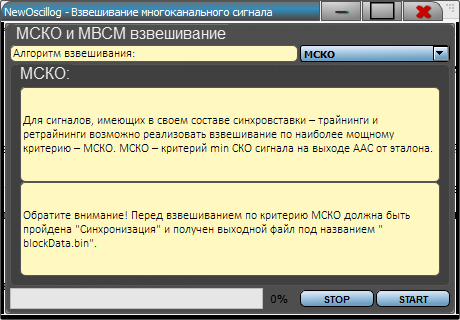 NewOscillog - Взвешивание многоканального сигнала
МСКО и МВСМ взвешивание
Алгоритм взвешивания:
МСКО
МСКО:
Для сигналов, имеющих в своем составе синхровставки – трайнинги и
ретрайнинги возможно реализовать взвешивание по наиболее мощному
критерию – МСКО. МСКО – критерий min СКО сигнала на выходе ААС от эталона.
Обратите внимание! Перед взвешиванием по критерию МСКО должна быть
пройдена "Синхронизация" и получен выходной файл под названием "
blockData.bin".
0%
STOP
START